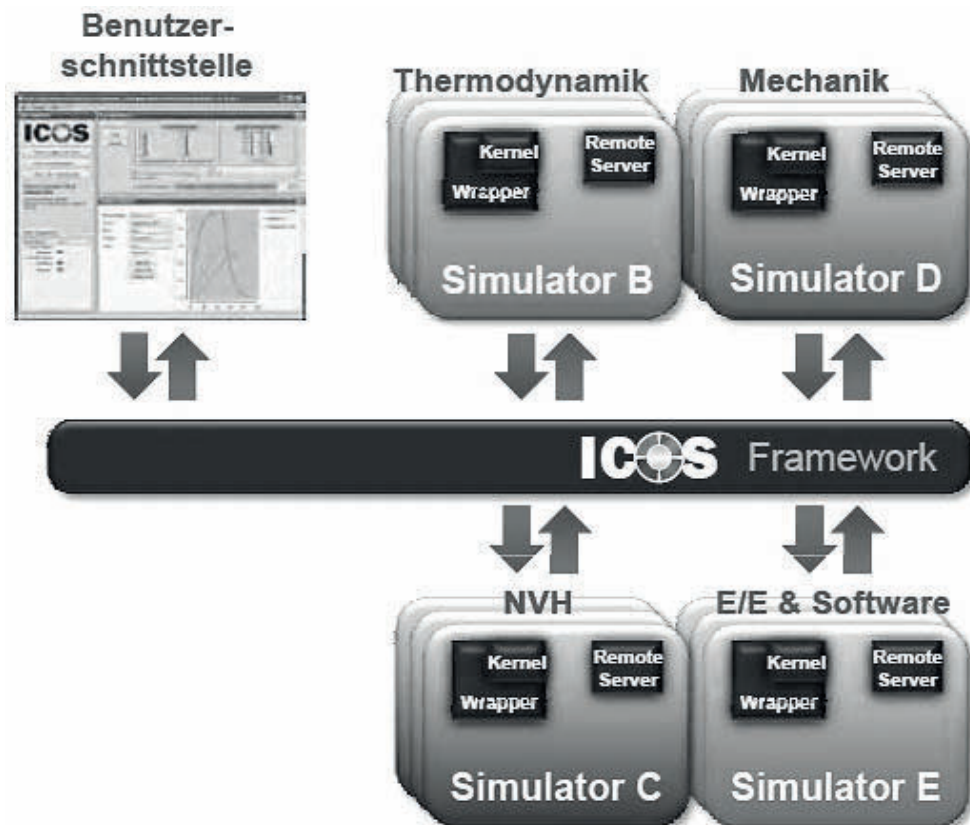 Benutzer-
schnittstelle
ICOS
Thermodynamik
Kernel
Wrapper
Remote
Server
Simulator B
Mechanik
Kernel
Wrapper
Remote
Server
Simulator D
ICOS Framework
NVH
Kernel
Wrapper
Remote
Server
Simulator C
E/E & Software
Kernel
Wrapper
Remote
Server
Simulator E